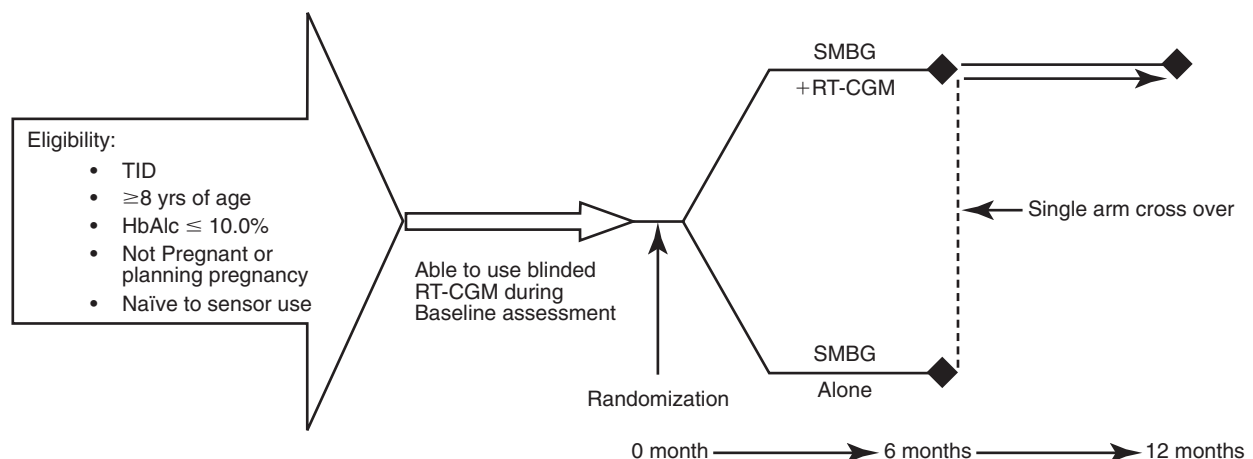 Eligibility:
• TID
• ≥8 yrs of age
• HbAlc ≤ 10.0%
• Not Pregnant or
planning pregnancy
• Naïve to sensor use
Able to use blinded
RT-CGM during
Baseline assessment
Randomization
SMBG
+RT-CGM
SMBG
Alone
Single arm cross over
0 month
6 months
12 months